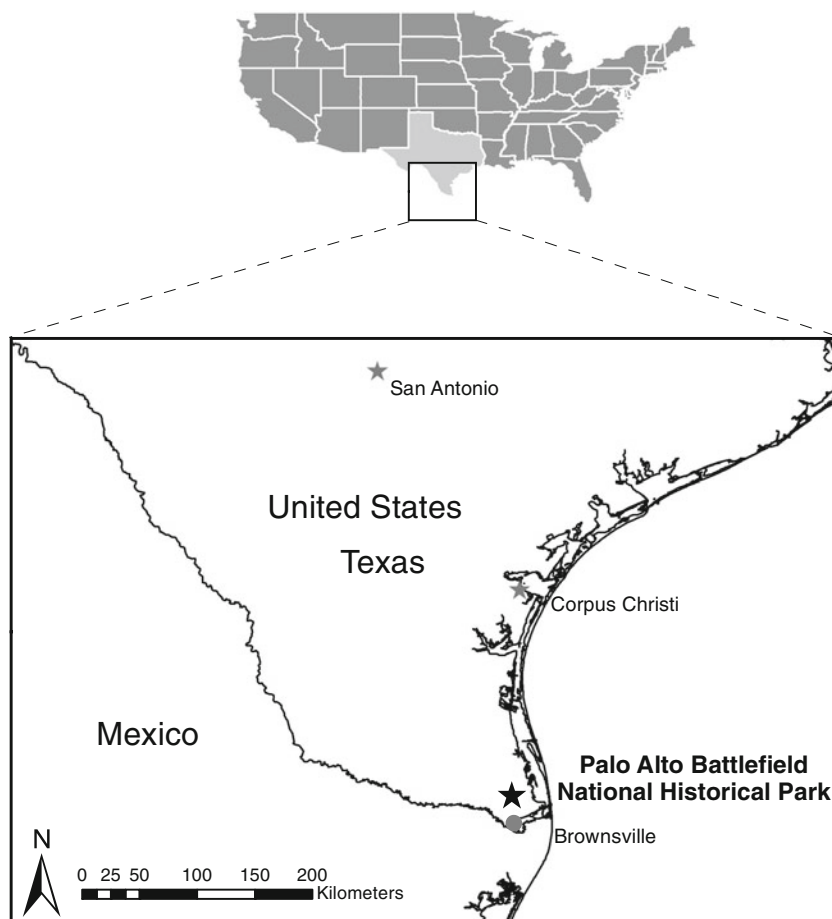 San Antonio
United States
Texas
Corpus Christi
Mexico
Palo Alto Battlefield
National Historical Park
Brownsville
N
0 25 50 100 150 200
Kilometers